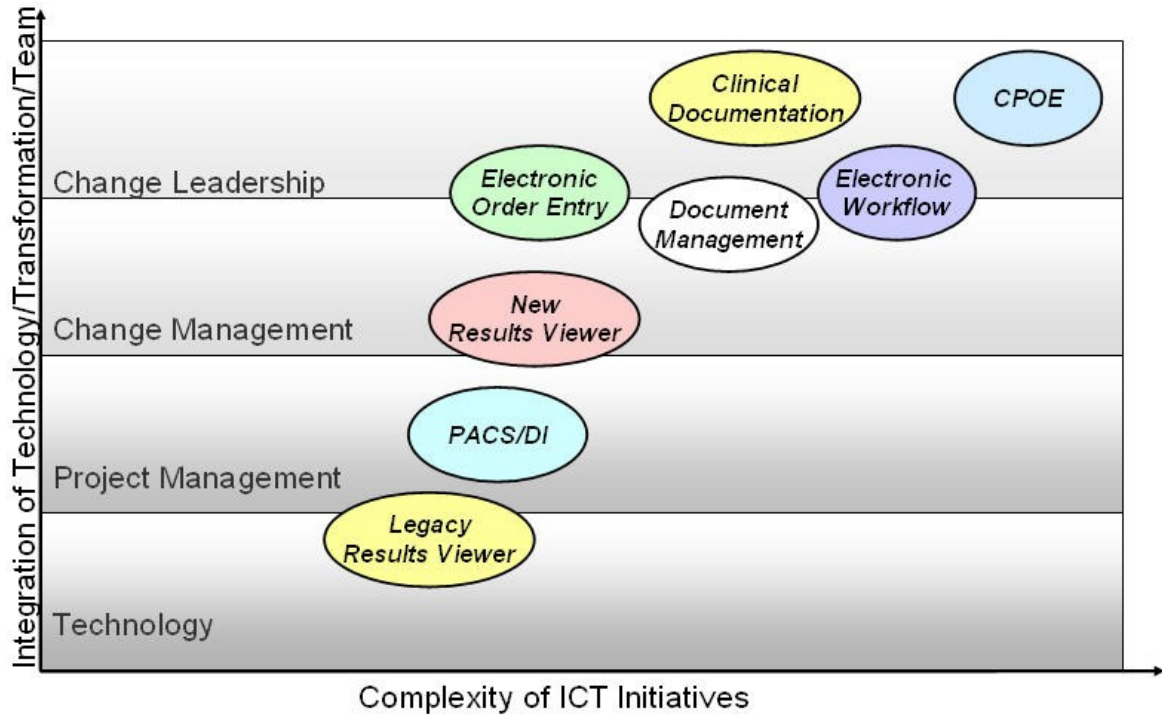 Integration of Technology/Transformation/Team
Clinical
Documentation
CPOE
Change Leadership
Electronic
Order Entry
Document
Management
Electronic
Workflow
Change Management
New
Results Viewer
Project Management
PACS/DI
Legacy
Results Viewer
Technology
Complexity of ICT Initiatives